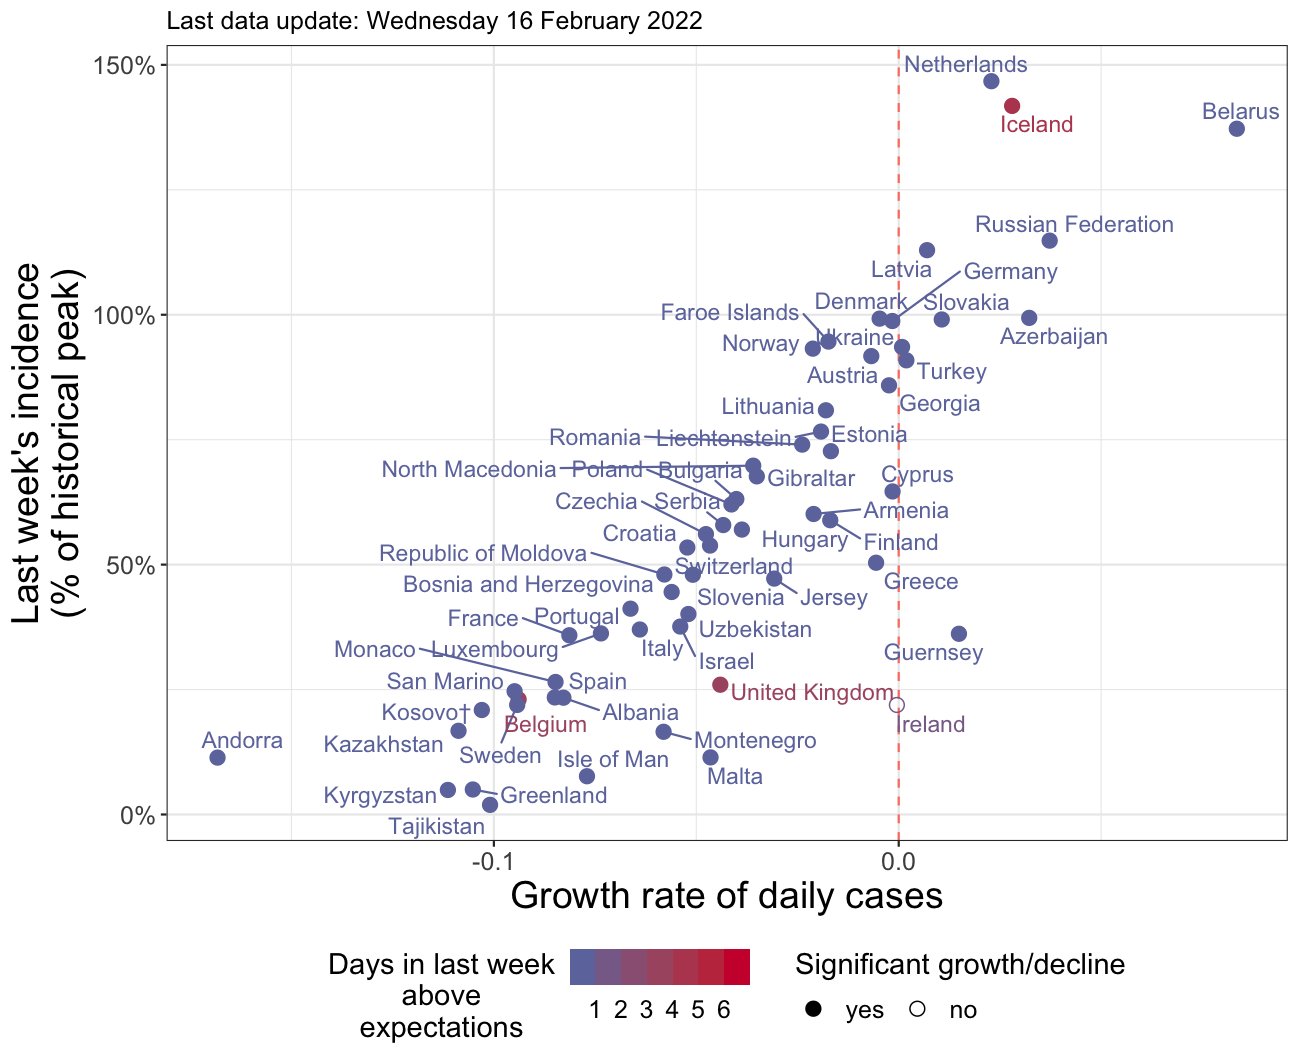 Last data update: Wednesday 16 February 2022
150%
100%
50%
0%
Last week's incidence
(% of historical peak)
Netherlands
Iceland
Belarus
Russian Federation
Latvia
Germany
Denmark
Slovakia
Faroe Islands
Azerbaijan
Norway
Ukraine
Turkey
Austria
Georgia
Lithuania
Estonia
Romania
Liechtenstein
North Macedonia
Poland
Bulgaria
Gibraltar
Cyprus
Czechia
Serbia
Armenia
Croatia
Hungary
Finland
Republic of Moldova
Switzerland
Bosnia and Herzegovina
Greece
Slovenia
Jersey
France
Portugal
Uzbekistan
Monaco
Luxembourg
Italy
Israel
Guernsey
San Marino
Spain
United Kingdom
Kosovo†
Albania
Belgium
Ireland
Andorra
Kazakhstan
Montenegro
Sweden
Isle of Man
Malta
Kyrgyzstan
Greenland
Tajikistan
-0.1
0.0
Growth rate of daily cases
Days in last week
above
expectations
1 2 3 4 5 6
Significant growth/decline
yes
no